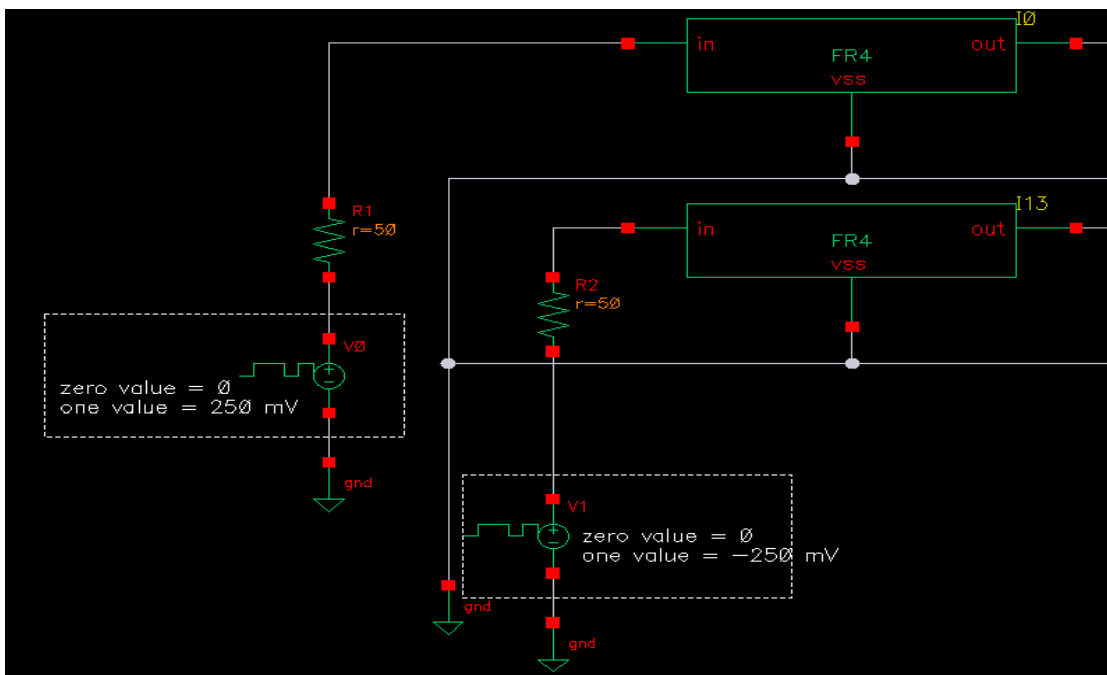 I0
in
out
FR4
vss
I13
R1
r=50
in
out
FR4
vss
R2
r=50
V0
zero value = 0
one value = 250 mV
gnd
V1
zero value = 0
one value = -250 mV
gnd
gnd